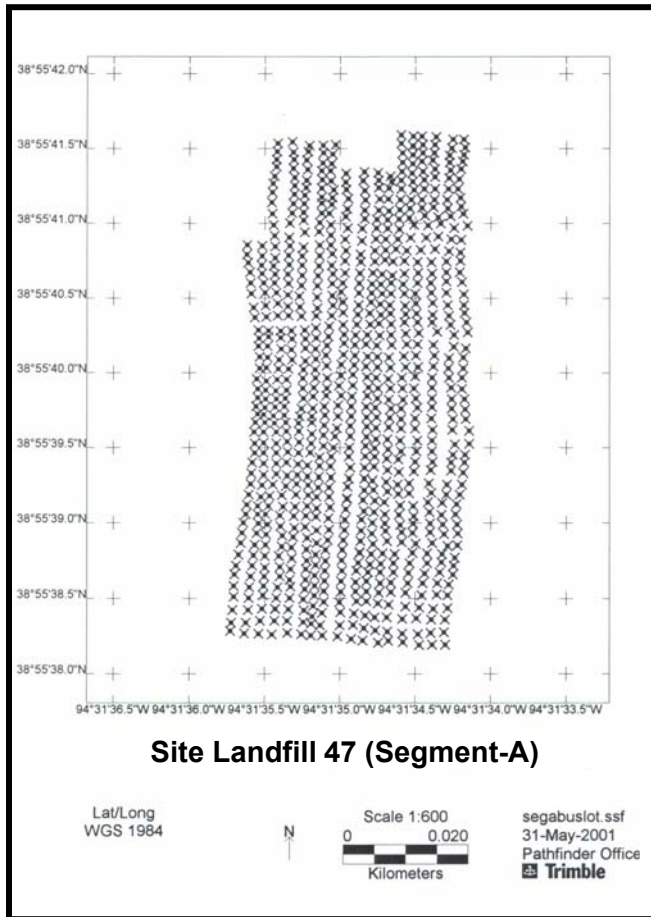 38°55'42.0"N
38°55'41.5"N
38°55'41.0"N
38°55'40.5"N
38°55'40.0"N
38°55'39.5"N
38°55'39.0"N
38°55'38.5"N
38°55'38.0"N
94°31'36.5"W 94°31'36.0"W 94°31'35.5"W 94°31'35.0"W 94°31'34.5"W 94°31'34.0"W 94°31'33.5"W
Site Landfill 47 (Segment-A)
Lat/Long
WGS 1984
N
Scale 1:600
0 0.020
Kilometers
segabuslot.ssf
31-May-2001
Pathfinder Office
Trimble